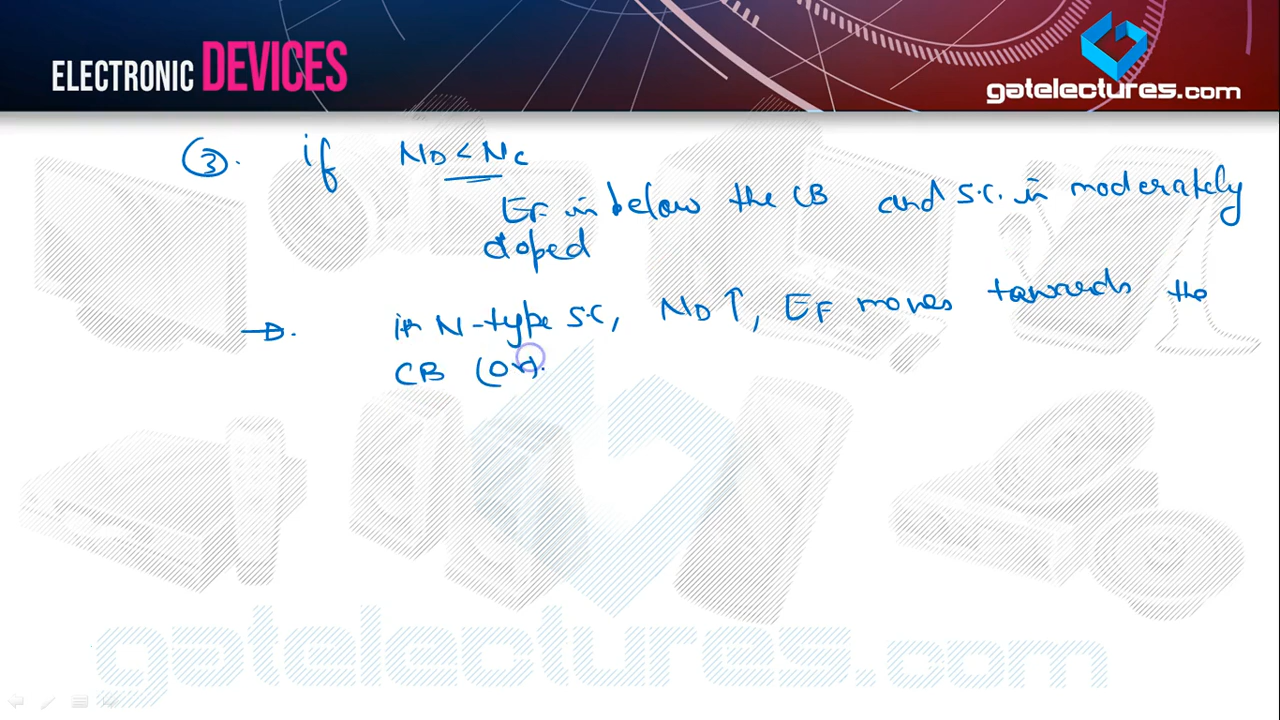 ELECTRONIC DEVICES
gatelectures.com
③. if ND < NC
EF is below the CB and S.C. is moderately
doped
→. in N-type S.C, ND↑, EF moves towards the
CB (or).
gatelectures.com